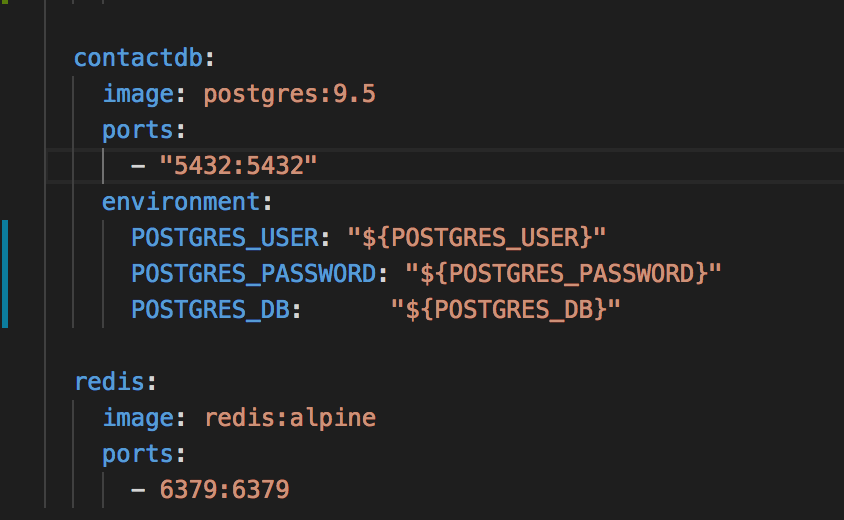 contactdb:
image: postgres:9.5
ports:
- "5432:5432"
environment:
POSTGRES_USER: "${POSTGRES_USER}"
POSTGRES_PASSWORD: "${POSTGRES_PASSWORD}"
POSTGRES_DB:      "${POSTGRES_DB}"
redis:
image: redis:alpine
ports:
- 6379:6379